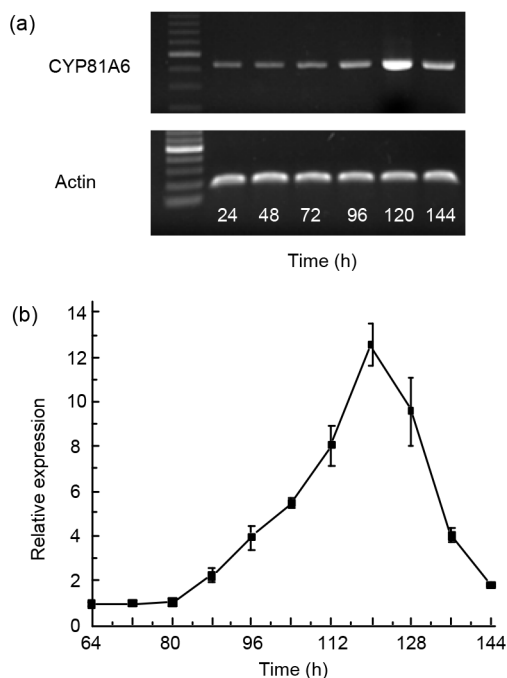 (a)
CYP81A6
Actin
24 48 72 96 120 144
Time (h)
(b)
14
12
10
8
6
4
2
0
Relative expression
64 80 96 112 128 144
Time (h)